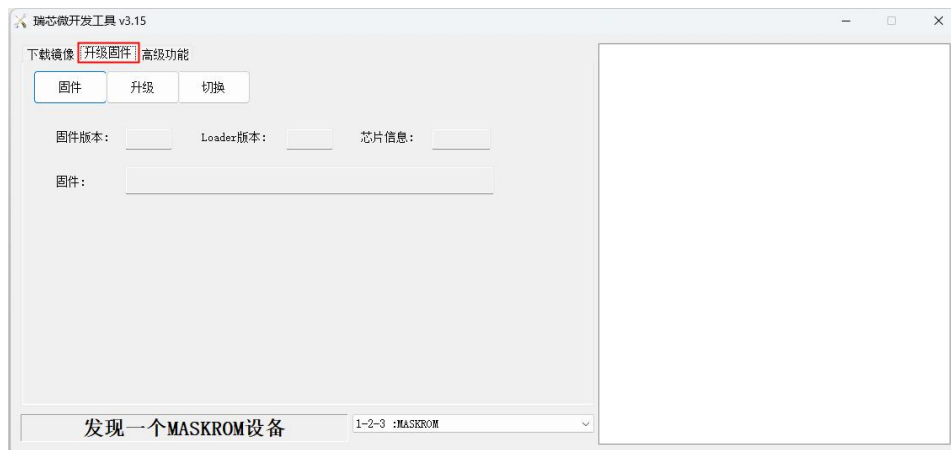 瑞芯微开发工具 v3.15
下载镜像 升级固件 高级功能
固件 升级 切换
固件版本: Loader版本: 芯片信息:
固件:
发现一个MASKROM设备 1-2-3 :MASKROM